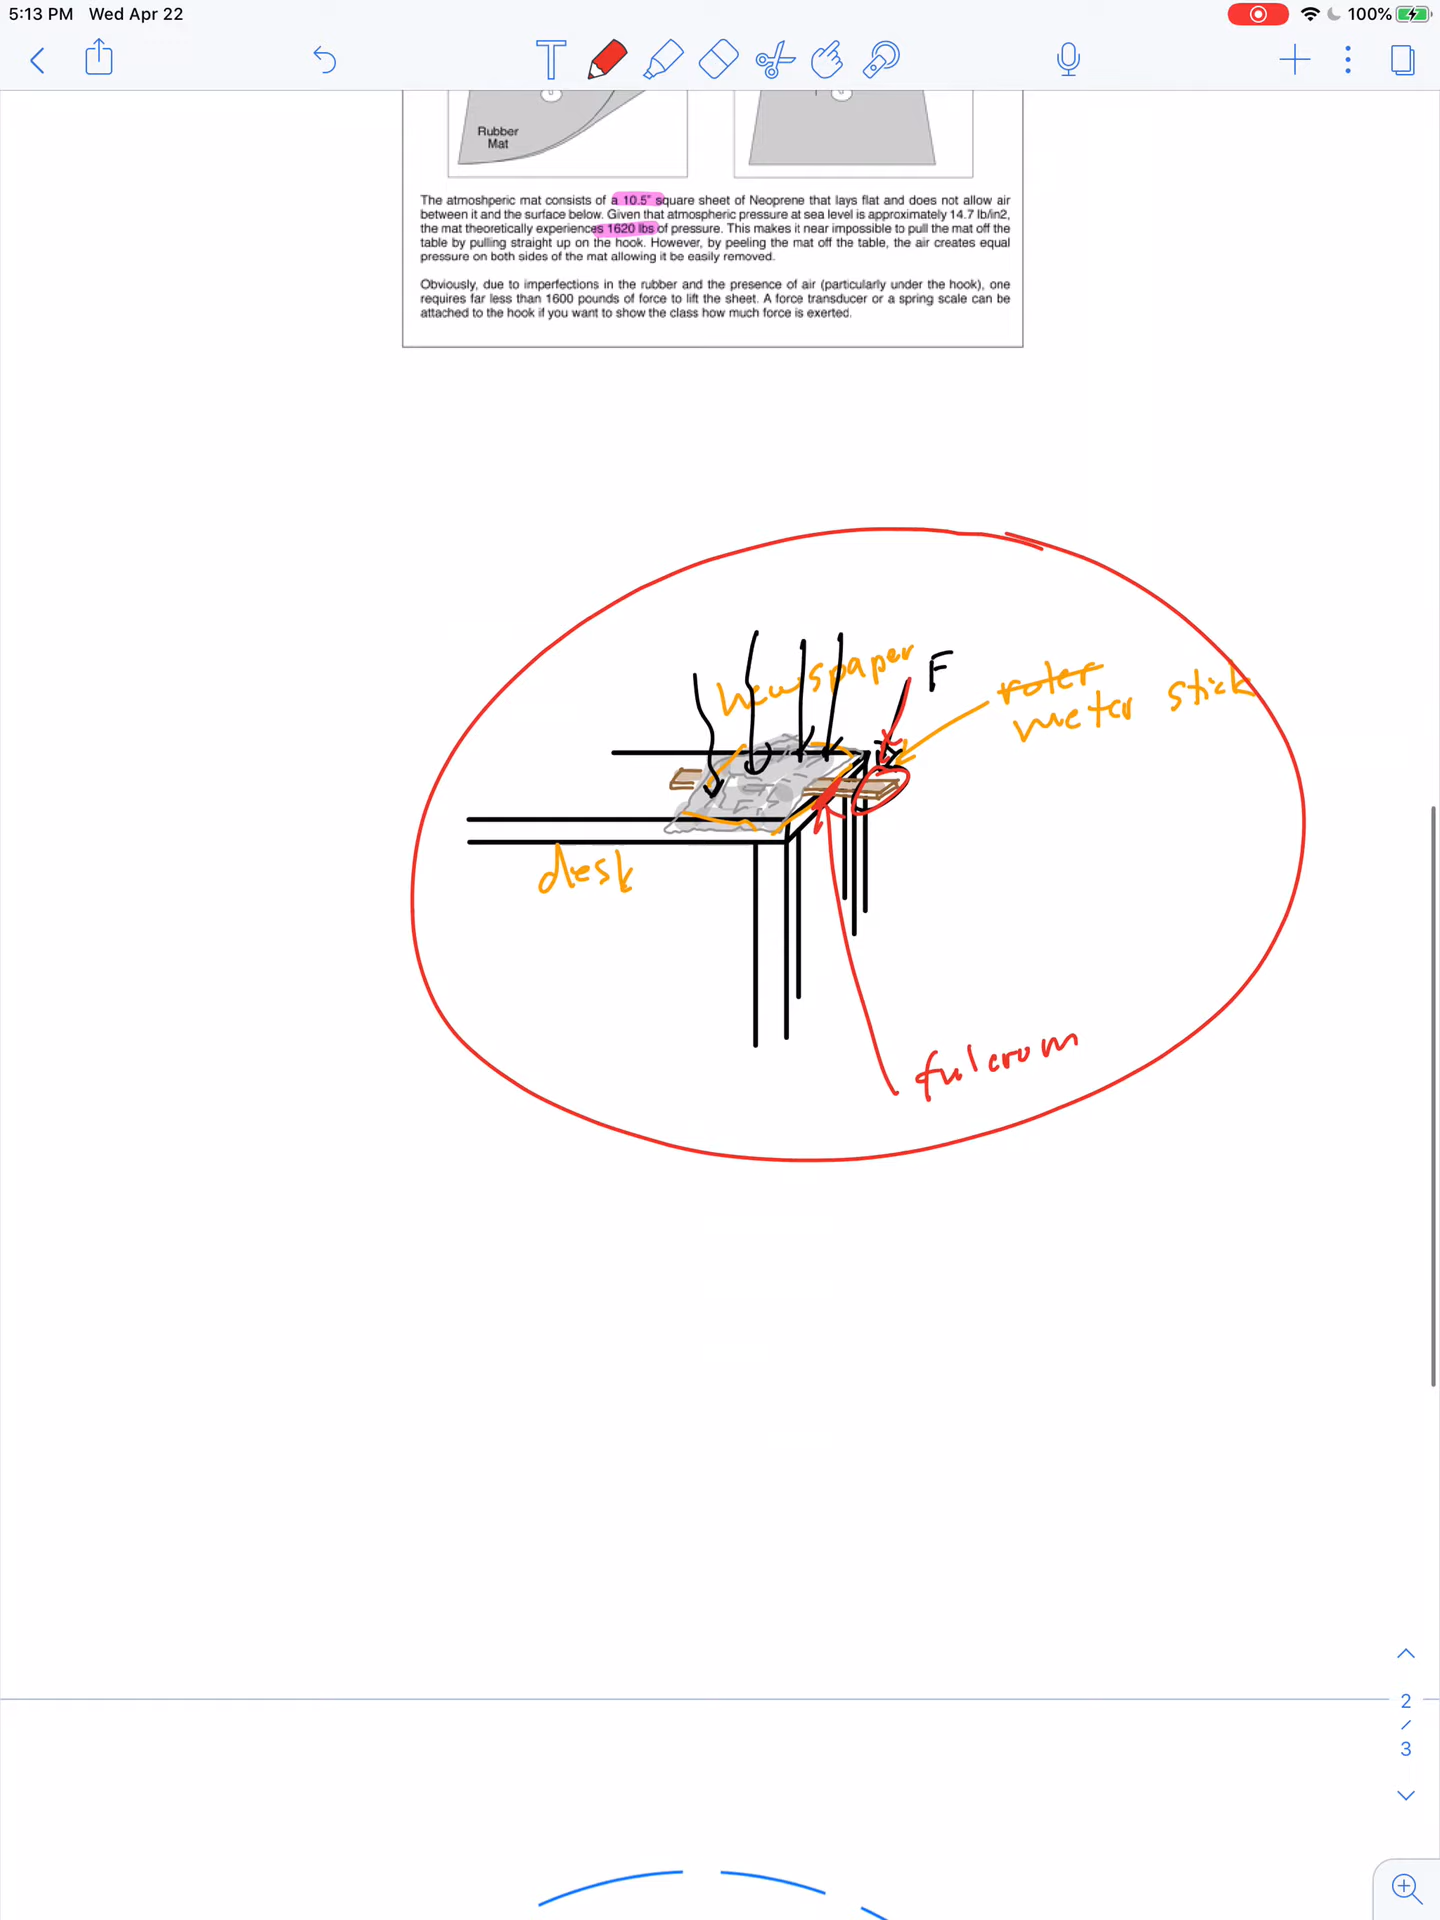 5:13 PM Wed Apr 22
100%
T
Rubber
Mat
The atmoshperic mat consists of a 10.5" square sheet of Neoprene that lays flat and does not allow air
between it and the surface below. Given that atmospheric pressure at sea level is approximately 14.7 lb/in2,
the mat theoretically experiences 1620 lbs of pressure. This makes it near impossible to pull the mat off the
table by pulling straight up on the hook. However, by peeling the mat off the table, the air creates equal
pressure on both sides of the mat allowing it be easily removed.
Obviously, due to imperfections in the rubber and the presence of air (particularly under the hook), one
requires far less than 1600 pounds of force to lift the sheet. A force transducer or a spring scale can be
attached to the hook if you want to show the class how much force is exerted.
newspaper
F
meter stick
desk
fulcrum
2
/
3